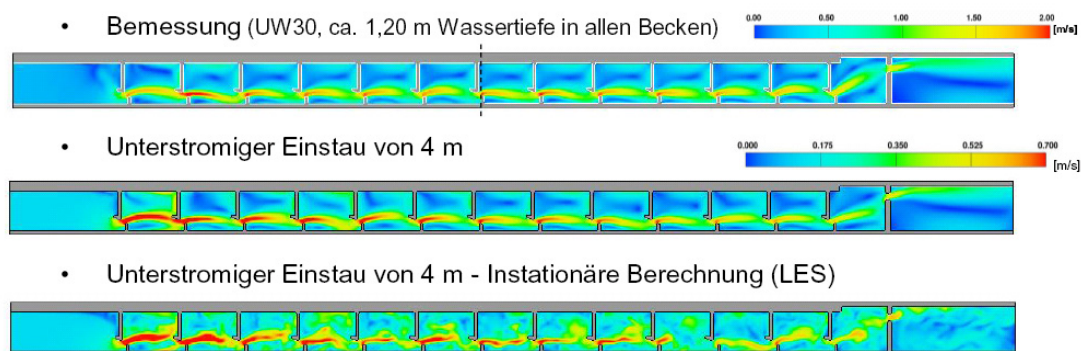 • Bemessung (UW30, ca. 1,20 m Wassertiefe in allen Becken)
0.00 0.50 1.00 1.50 2.00
[m/s]
• Unterstromiger Einstau von 4 m
0.000 0.175 0.350 0.525 0.700
[m/s]
• Unterstromiger Einstau von 4 m - Instationäre Berechnung (LES)